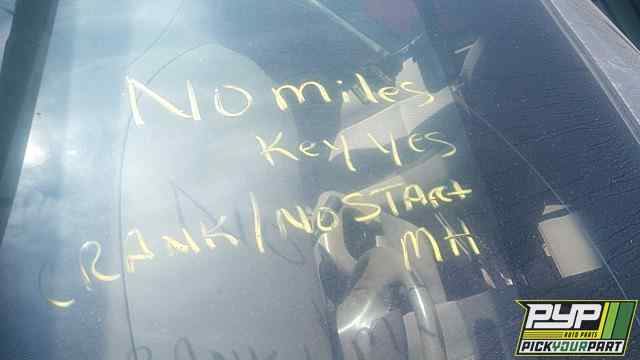 No miles
Key Yes
CRANK/NO START
MH
PYP
AUTO PARTS
PICKYOURPART